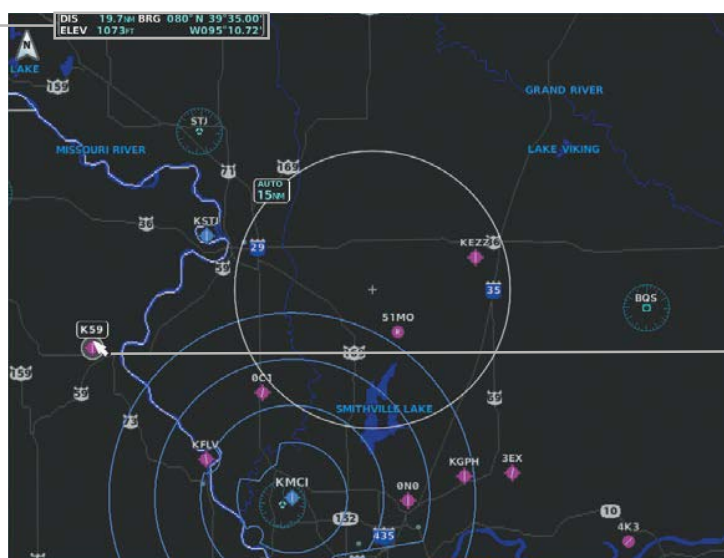 DIS 19.7NM BRG 080° N 39°35.00'
ELEV 1073FT W095°10.72'
N
LAKE
159
GRAND RIVER
STJ
MISSOURI RIVER
LAKE VIKING
71
169
AUTO
15NM
36
KSTJ
29
KEZZ
36
59
35
BQS
K59
51MO
R
159
59
0C1
69
SMITHVILLE LAKE
73
KFLV
KGPH
3EX
KMCI
0N0
152
10
435
4K3